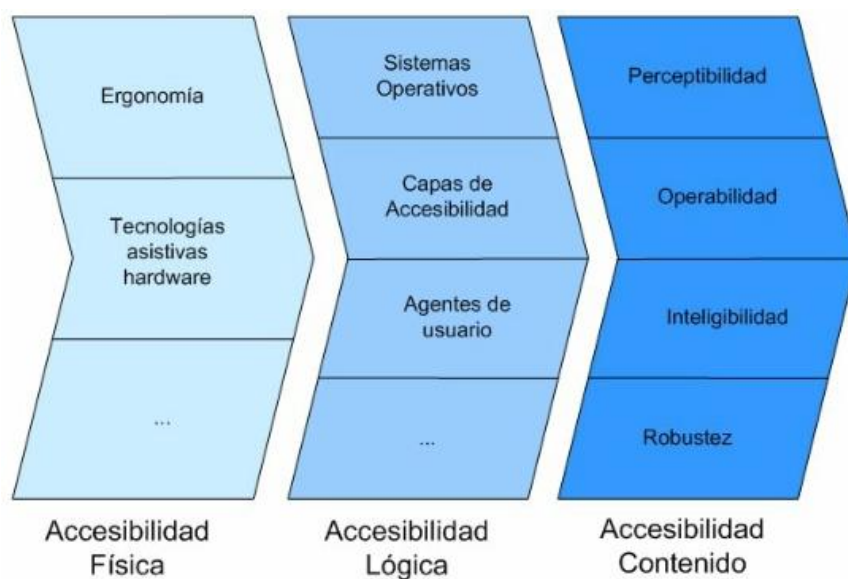 Ergonomía
Tecnologías
asistivas
hardware
...
Accesibilidad
Física
Sistemas
Operativos
Capas de
Accesibilidad
Agentes de
usuario
...
Accesibilidad
Lógica
Perceptibilidad
Operabilidad
Inteligibilidad
Robustez
Accesibilidad
Contenido